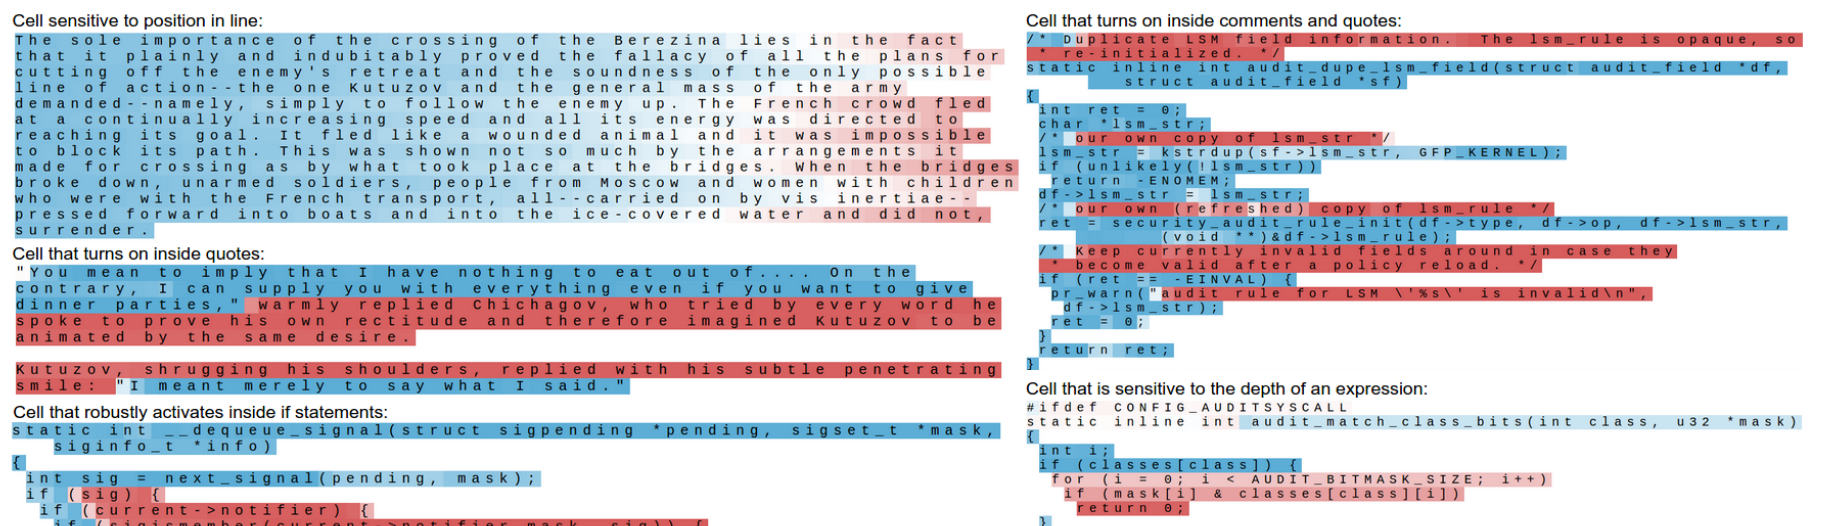 Cell sensitive to position in line:
The sole importance of the crossing of the Berezina lies in the fact
that it plainly and indubitably proved the fallacy of all the plans for
cutting off the enemy's retreat and the soundness of the only possible
line of action--the one Kutuzov and the general mass of the army
demanded--namely, simply to follow the enemy up. The French crowd fled
at a continually increasing speed and all its energy was directed to
reaching its goal. It fled like a wounded animal and it was impossible
to block its path. This was shown not so much by the arrangements it
made for crossing as by what took place at the bridges. When the bridges
broke down, unarmed soldiers, people from Moscow and women with children
who were with the French transport, all--carried on by vis inertiae--
pressed forward into boats and into the ice-covered water and did not,
surrender.
Cell that turns on inside quotes:
"You mean to imply that I have nothing to eat out of.... On the
contrary, I can supply you with everything even if you want to give
dinner parties," warmly replied Chichagov, who tried by every word he
spoke to prove his own rectitude and therefore imagined Kutuzov to be
animated by the same desire.
Kutuzov, shrugging his shoulders, replied with his subtle penetrating
smile: "I meant merely to say what I said."
Cell that robustly activates inside if statements:
static int __dequeue_signal(struct sigpending *pending, sigset_t *mask,
siginfo_t *info)
{
int sig = next_signal(pending, mask);
if (sig) {
if (current->notifier) {
if (sigismember(current->notifier_mask, sig)) {
Cell that turns on inside comments and quotes:
/* Duplicate LSM field information. The lsm_rule is opaque, so
* re-initialized. */
static inline int audit_dupe_lsm_field(struct audit_field *df,
struct audit_field *sf)
{
int ret = 0;
char *lsm_str;
/* our own copy of lsm_str */
lsm_str = kstrdup(sf->lsm_str, GFP_KERNEL);
if (unlikely(!lsm_str))
return -ENOMEM;
df->lsm_str = lsm_str;
/* our own (refreshed) copy of lsm_rule */
ret = security_audit_rule_init(df->type, df->op, df->lsm_str,
(void **)&df->lsm_rule);
/* Keep currently invalid fields around in case they
* become valid after a policy reload. */
if (ret == -EINVAL) {
pr_warn("audit rule for LSM \'%s\' is invalid\n",
df->lsm_str);
ret = 0;
}
return ret;
}
Cell that is sensitive to the depth of an expression:
#ifdef CONFIG_AUDITSYSCALL
static inline int audit_match_class_bits(int class, u32 *mask)
{
int i;
if (classes[class]) {
for (i = 0; i < AUDIT_BITMASK_SIZE; i++)
if (mask[i] & classes[class][i])
return 0;
}